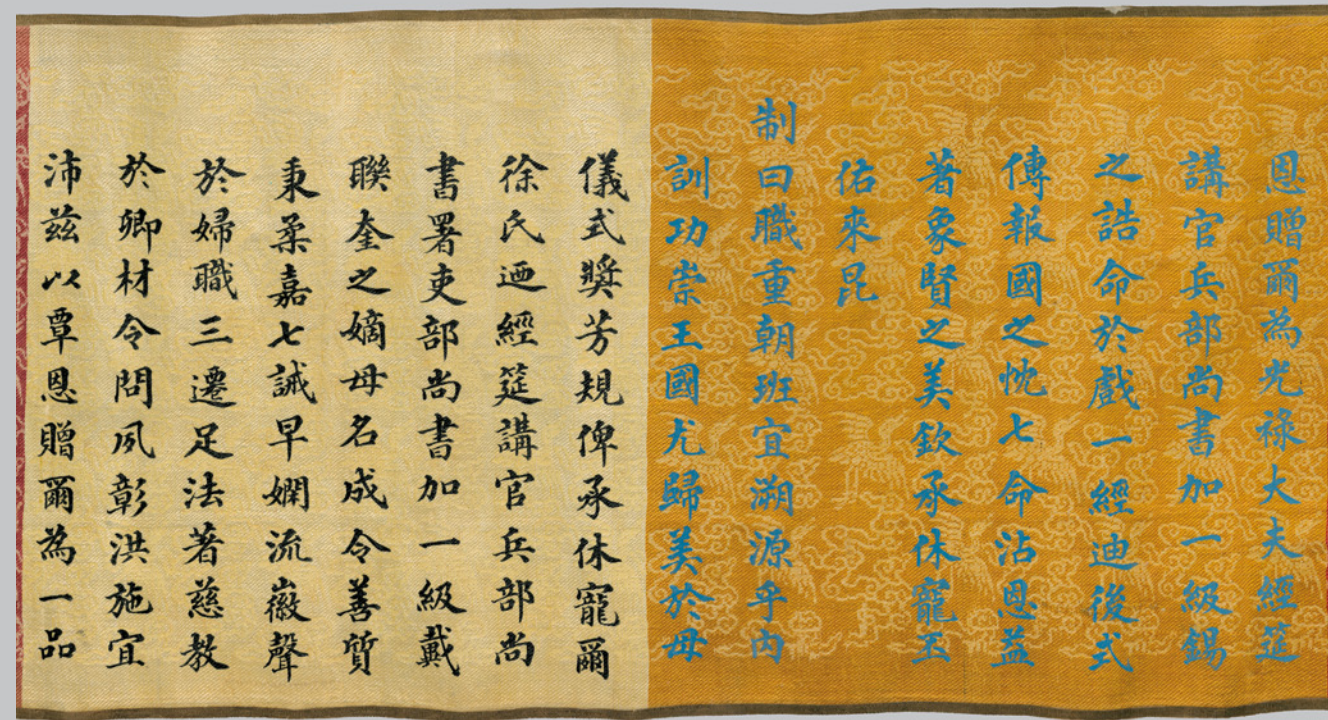 恩贈爾為光祿大夫經筵
講官兵部尚書加一級錫
之誥命於戲一經迪後式
傳報國之忱七命沾恩益
著象賢之美欽承休寵玉
佑來昆
制曰職重朝班宜溯源乎內
訓功崇王國尤歸美於母
儀式獎芳規俾承休寵爾
徐氏迺經筵講官兵部尚
書署吏部尚書加一級戴
聯奎之嫡母名成令善質
秉柔嘉七誡早嫻流徽聲
於婦職三遷足法著慈教
於卿材令問夙彰洪施宜
沛茲以覃恩贈爾為一品